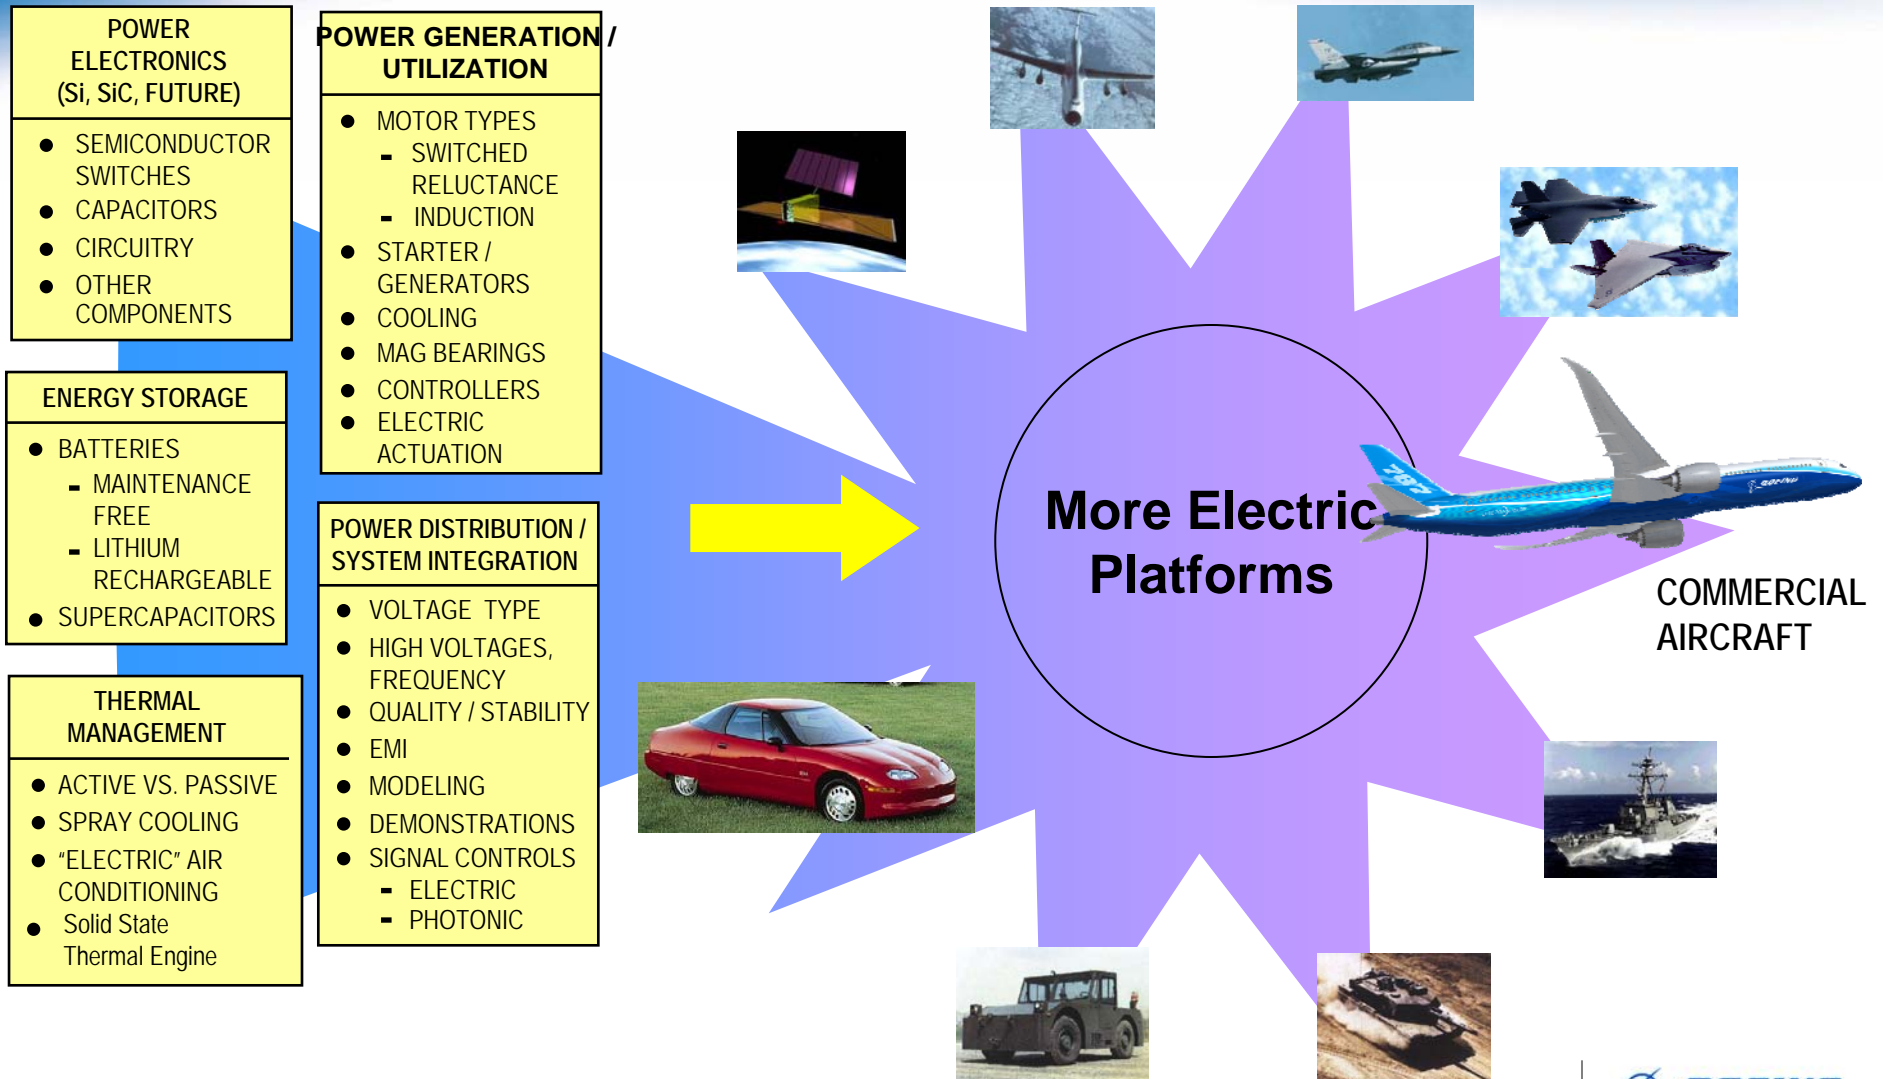 POWER
ELECTRONICS
(Si, SiC, FUTURE)
● SEMICONDUCTOR
SWITCHES
● CAPACITORS
● CIRCUITRY
● OTHER
COMPONENTS
ENERGY STORAGE
● BATTERIES
- MAINTENANCE
FREE
- LITHIUM
RECHARGEABLE
● SUPERCAPACITORS
THERMAL
MANAGEMENT
● ACTIVE VS. PASSIVE
● SPRAY COOLING
● “ELECTRIC” AIR
CONDITIONING
● Solid State
Thermal Engine
POWER GENERATION /
UTILIZATION
● MOTOR TYPES
- SWITCHED
RELUCTANCE
- INDUCTION
● STARTER /
GENERATORS
● COOLING
● MAG BEARINGS
● CONTROLLERS
● ELECTRIC
ACTUATION
POWER DISTRIBUTION /
SYSTEM INTEGRATION
● VOLTAGE TYPE
● HIGH VOLTAGES,
FREQUENCY
● QUALITY / STABILITY
● EMI
● MODELING
● DEMONSTRATIONS
● SIGNAL CONTROLS
- ELECTRIC
- PHOTONIC
More Electric
Platforms
787
BOEING
COMMERCIAL
AIRCRAFT